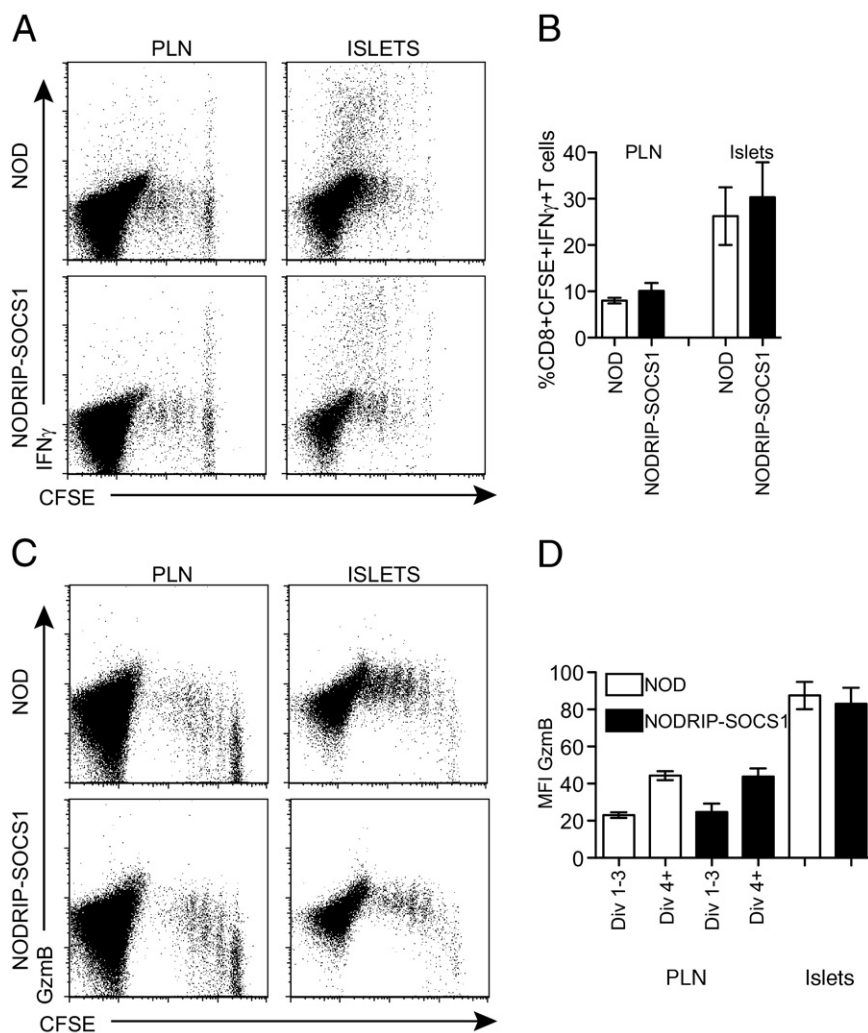 A
PLN
ISLETS
NOD
NODRIP-SOCS1
IFNγ
CFSE
B
%CD8+CFSE+IFNγ+T cells
40
30
20
10
0
PLN
Islets
NOD
NODRIP-SOCS1
NOD
NODRIP-SOCS1
C
PLN
ISLETS
NOD
NODRIP-SOCS1
GzmB
CFSE
D
MFI GzmB
100
80
60
40
20
0
NOD
NODRIP-SOCS1
Div 1-3
Div 4+
Div 1-3
Div 4+
PLN
Islets